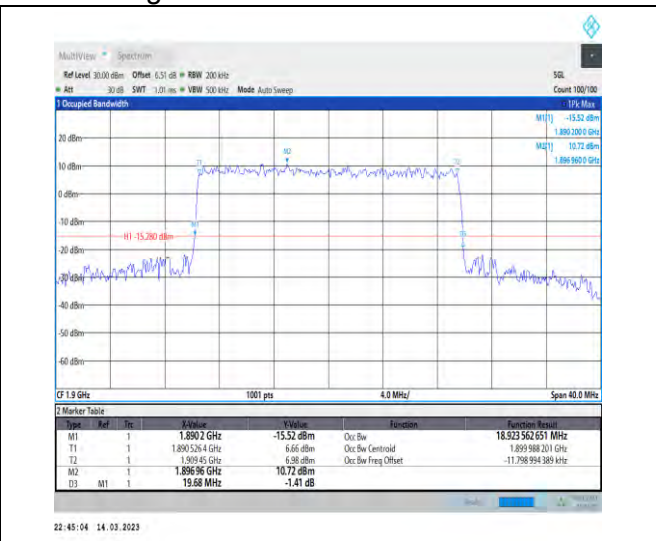 MultiView Spectrum
Ref Level 30.00 dBm Offset 6.51 dB RBW 200 kHz SGL
Att 30 dB SWT 1.01 ms VBW 500 kHz Mode Auto Sweep Count 100/100
1 Occupied Bandwidth 1Pk Max
M1[1] -15.52 dBm
1.890 200 0 GHz
M2[1] 10.72 dBm
1.896 960 0 GHz
20 dBm
M2
T1 T2
10 dBm
0 dBm
-10 dBm
M1
H1 -15.280 dBm
D3
-20 dBm
-30 dBm
-40 dBm
-50 dBm
-60 dBm
CF 1.9 GHz 1001 pts 4.0 MHz/ Span 40.0 MHz
2 Marker Table
Type Ref Trc X-Value Y-Value Function Function Result
M1 1 1.890 2 GHz -15.52 dBm Occ Bw 18.923 562 651 MHz
T1 1 1.890 526 4 GHz 6.66 dBm Occ Bw Centroid 1.899 988 201 GHz
T2 1 1.909 45 GHz 6.98 dBm Occ Bw Freq Offset -11.798 994 389 kHz
M2 1 1.896 96 GHz 10.72 dBm
D3 M1 1 19.68 MHz -1.41 dB
22:45:04 14.03.2023